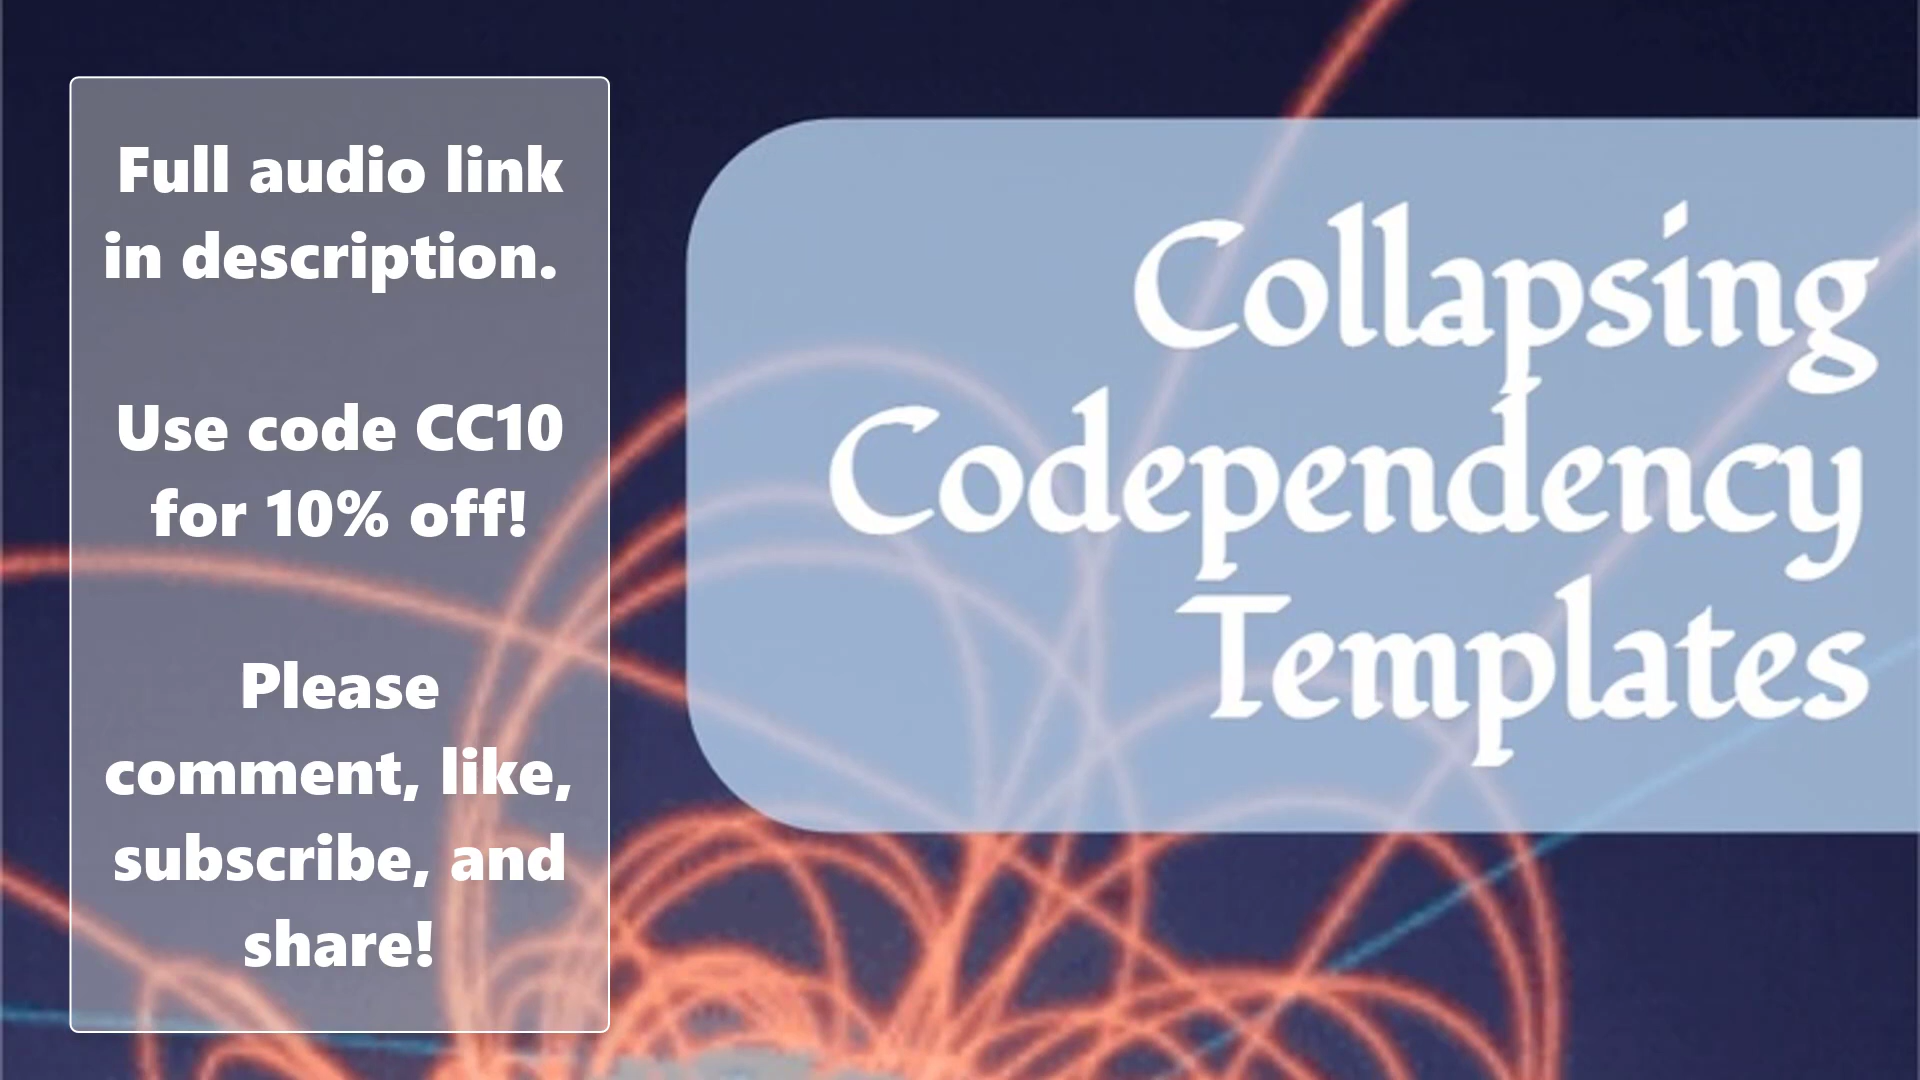 Full audio link
in description.
Use code CC10
for 10% off!
Please
comment, like,
subscribe, and
share!
Collapsing
Codependency
Templates